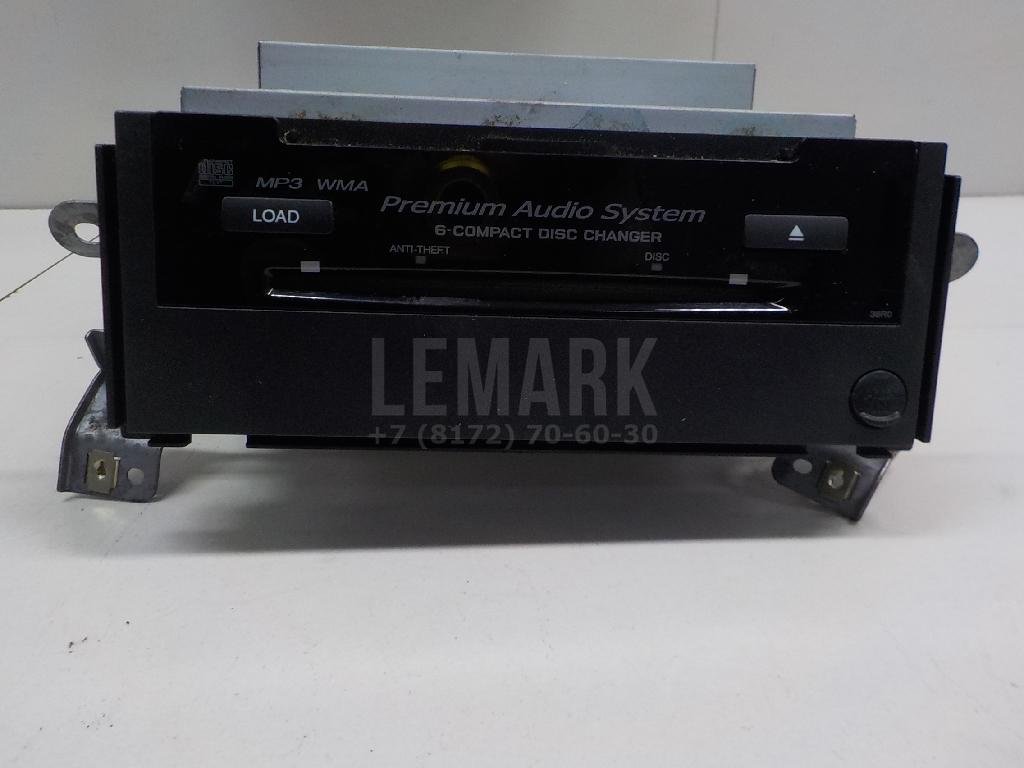 MP3 WMA
LOAD
Premium Audio System
6-COMPACT DISC CHANGER
ANTI-THEFT
DISC
LEMARK
+7 (8172) 70-60-30